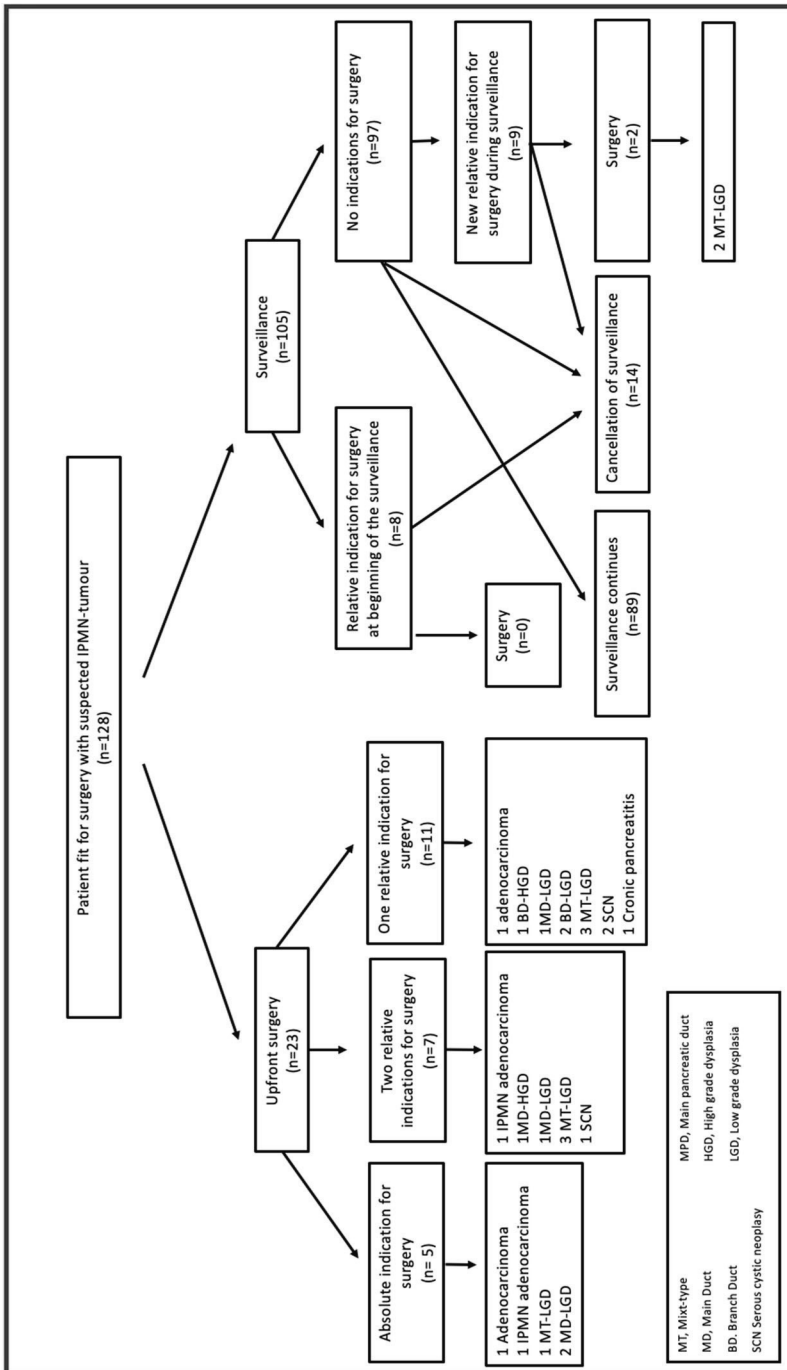 Patient fit for surgery with suspected IPMN-tumour
(n=128)
Upfront surgery
(n=23)
Surveillance
(n=105)
Absolute indication for
surgery
(n= 5)
Two relative
indications for surgery
(n=7)
One relative indication for
surgery
(n=11)
Relative indication for surgery
at beginning of the surveillance
(n=8)
No indications for surgery
(n=97)
1 Adenocarcinoma
1 IPMN adenocarcinoma
1 MT-LGD
2 MD-LGD
1 IPMN adenocarcinoma
1MD-HGD
1MD-LGD
3 MT-LGD
1 SCN
1 adenocarcinoma
1 BD-HGD
1MD-LGD
2 BD-LGD
3 MT-LGD
2 SCN
1 Cronic pancreatitis
Surgery
(n=0)
New relative indication for
surgery during surveillance
(n=9)
Surveillance continues
(n=89)
Cancellation of surveillance
(n=14)
Surgery
(n=2)
2 MT-LGD
MT, Mixt-type
MPD, Main pancreatic duct
MD, Main Duct
HGD, High grade dysplasia
BD. Branch Duct
LGD, Low grade dysplasia
SCN Serous cystic neoplasy